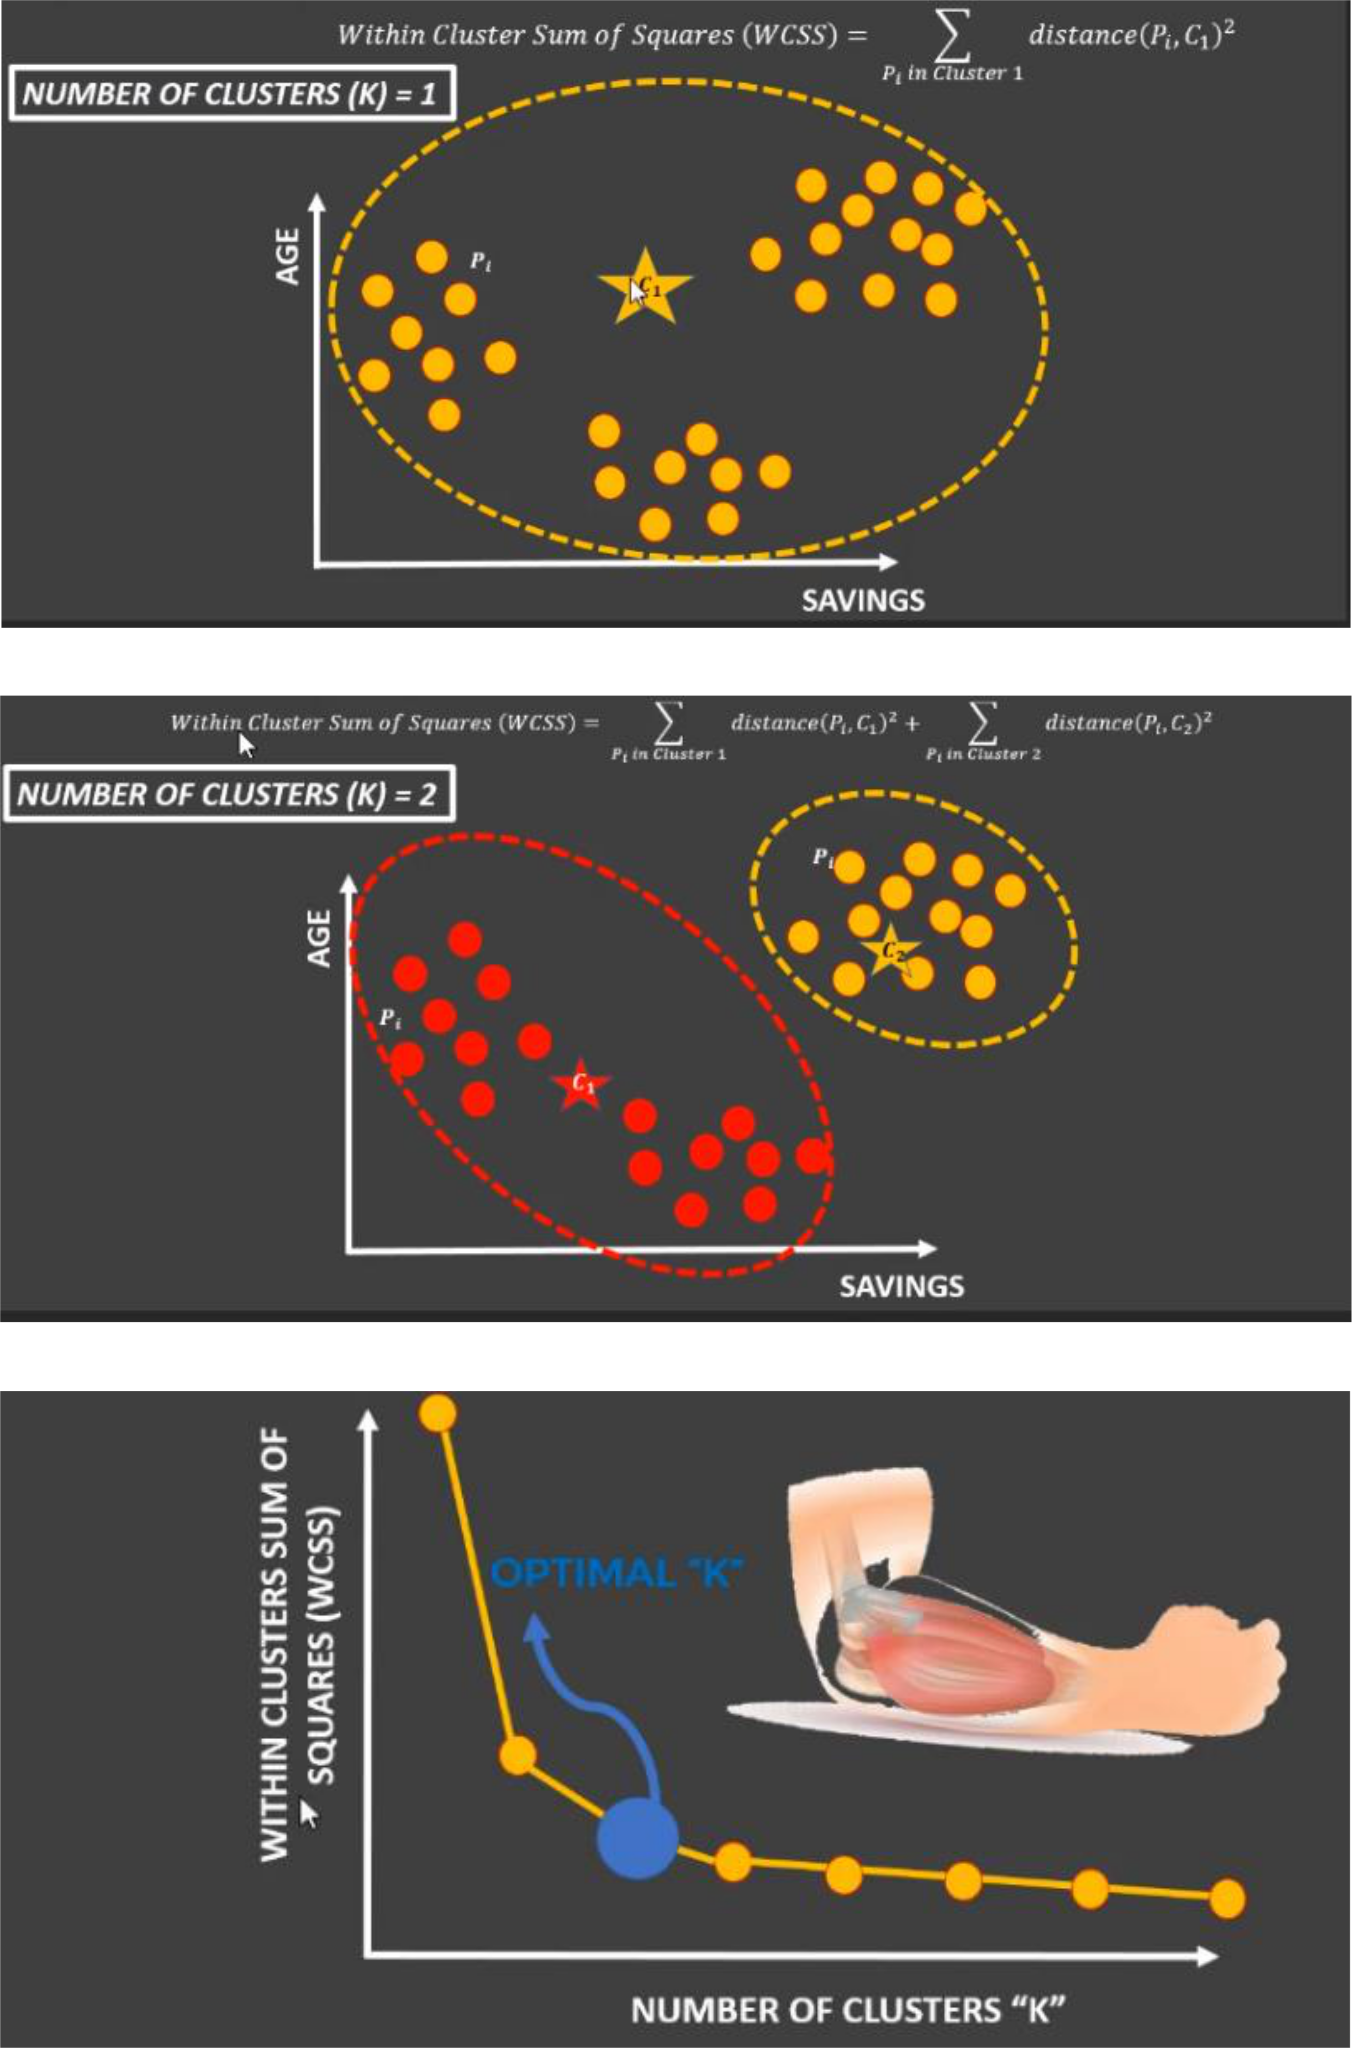 Within Cluster Sum of Squares (WCSS) = ∑ distance(Pᵢ, C₁)²
Pᵢ in Cluster 1
NUMBER OF CLUSTERS (K) = 1
AGE
Pᵢ
C₁
SAVINGS
Within Cluster Sum of Squares (WCSS) = ∑ distance(Pᵢ, C₁)² + ∑ distance(Pᵢ, C₂)²
Pᵢ in Cluster 1 Pᵢ in Cluster 2
NUMBER OF CLUSTERS (K) = 2
Pᵢ
AGE
C₂
Pᵢ
C₁
SAVINGS
WITHIN CLUSTERS SUM OF
SQUARES (WCSS)
OPTIMAL "K"
NUMBER OF CLUSTERS “K”